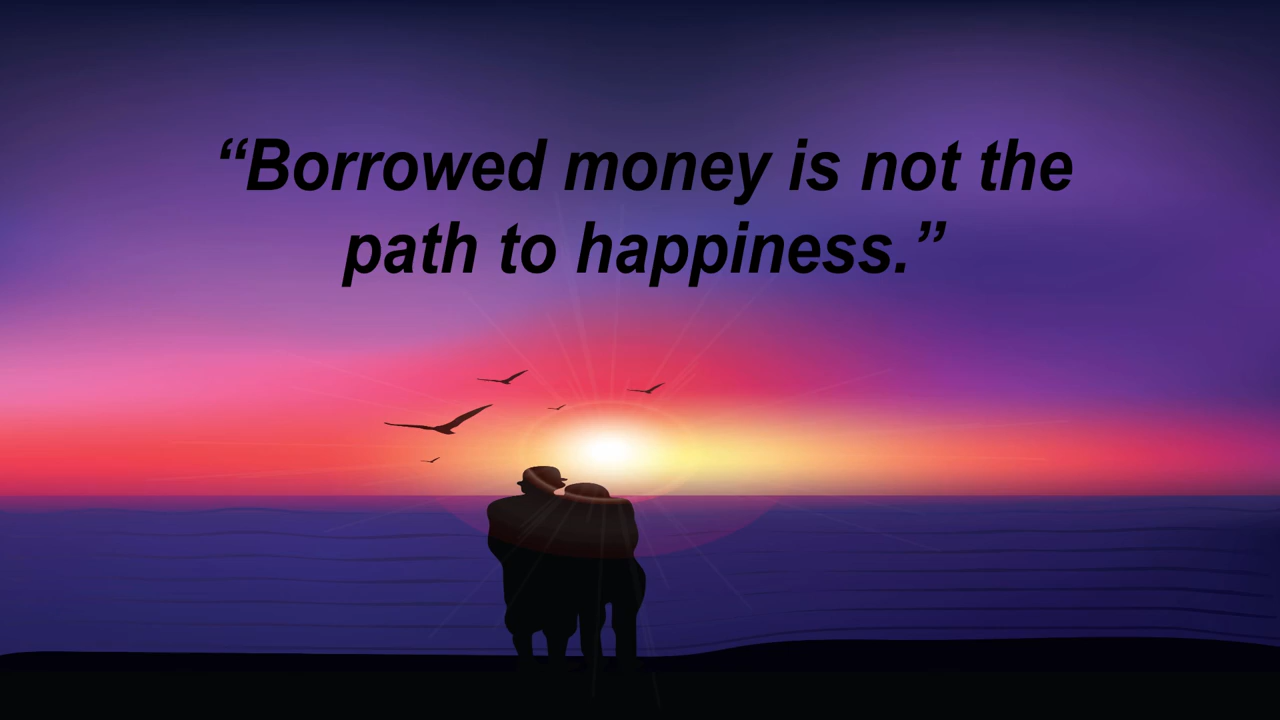 “Borrowed money is not the
path to happiness.”